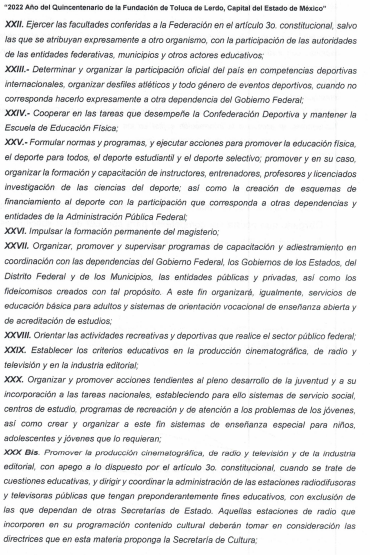 "2022 Año del Quincentenario de la Fundación de Toluca de Lerdo, Capital del Estado de México"
XXII. Ejercer las facultades conferidas a la Federación en el artículo 3o. constitucional, salvo
las que se atribuyan expresamente a otro organismo, con la participación de las autoridades
de las entidades federativas, municipios y otros actores educativos;
XXIII.- Determinar y organizar la participación oficial del país en competencias deportivas
internacionales, organizar desfiles atléticos y todo género de eventos deportivos, cuando no
corresponda hacerlo expresamente a otra dependencia del Gobierno Federal;
XXIV.- Cooperar en las tareas que desempeñe la Confederación Deportiva y mantener la
Escuela de Educación Física;
XXV.- Formular normas y programas, y ejecutar acciones para promover la educación física,
el deporte para todos, el deporte estudiantil y el deporte selectivo; promover y en su caso,
organizar la formación y capacitación de instructores, entrenadores, profesores y licenciados
investigación de las ciencias del deporte; así como la creación de esquemas de
financiamiento al deporte con la participación que corresponda a otras dependencias y
entidades de la Administración Pública Federal;
XXVI. Impulsar la formación permanente del magisterio;
XXVII. Organizar, promover y supervisar programas de capacitación y adiestramiento en
coordinación con las dependencias del Gobierno Federal, los Gobiernos de los Estados, del
Distrito Federal y de los Municipios, las entidades públicas y privadas, así como los
fideicomisos creados con tal propósito. A este fin organizará, igualmente, servicios de
educación básica para adultos y sistemas de orientación vocacional de enseñanza abierta y
de acreditación de estudios;
XXVIII. Orientar las actividades recreativas y deportivas que realice el sector público federal;
XXIX. Establecer los criterios educativos en la producción cinematográfica, de radio y
televisión y en la industria editorial;
XXX. Organizar y promover acciones tendientes al pleno desarrollo de la juventud y a su
incorporación a las tareas nacionales, estableciendo para ello sistemas de servicio social,
centros de estudio, programas de recreación y de atención a los problemas de los jóvenes,
así como crear y organizar a este fin sistemas de enseñanza especial para niños,
adolescentes y jóvenes que lo requieran;
XXX Bis. Promover la producción cinematográfica, de radio y televisión y de la industria
editorial, con apego a lo dispuesto por el artículo 3o. constitucional, cuando se trate de
cuestiones educativas, y dirigir y coordinar la administración de las estaciones radiodifusoras
y televisoras públicas que tengan preponderantemente fines educativos, con exclusión de
las que dependan de otras Secretarías de Estado. Aquellas estaciones de radio que
incorporen en su programación contenido cultural deberán tomar en consideración las
directrices que en esta materia proponga la Secretaría de Cultura;